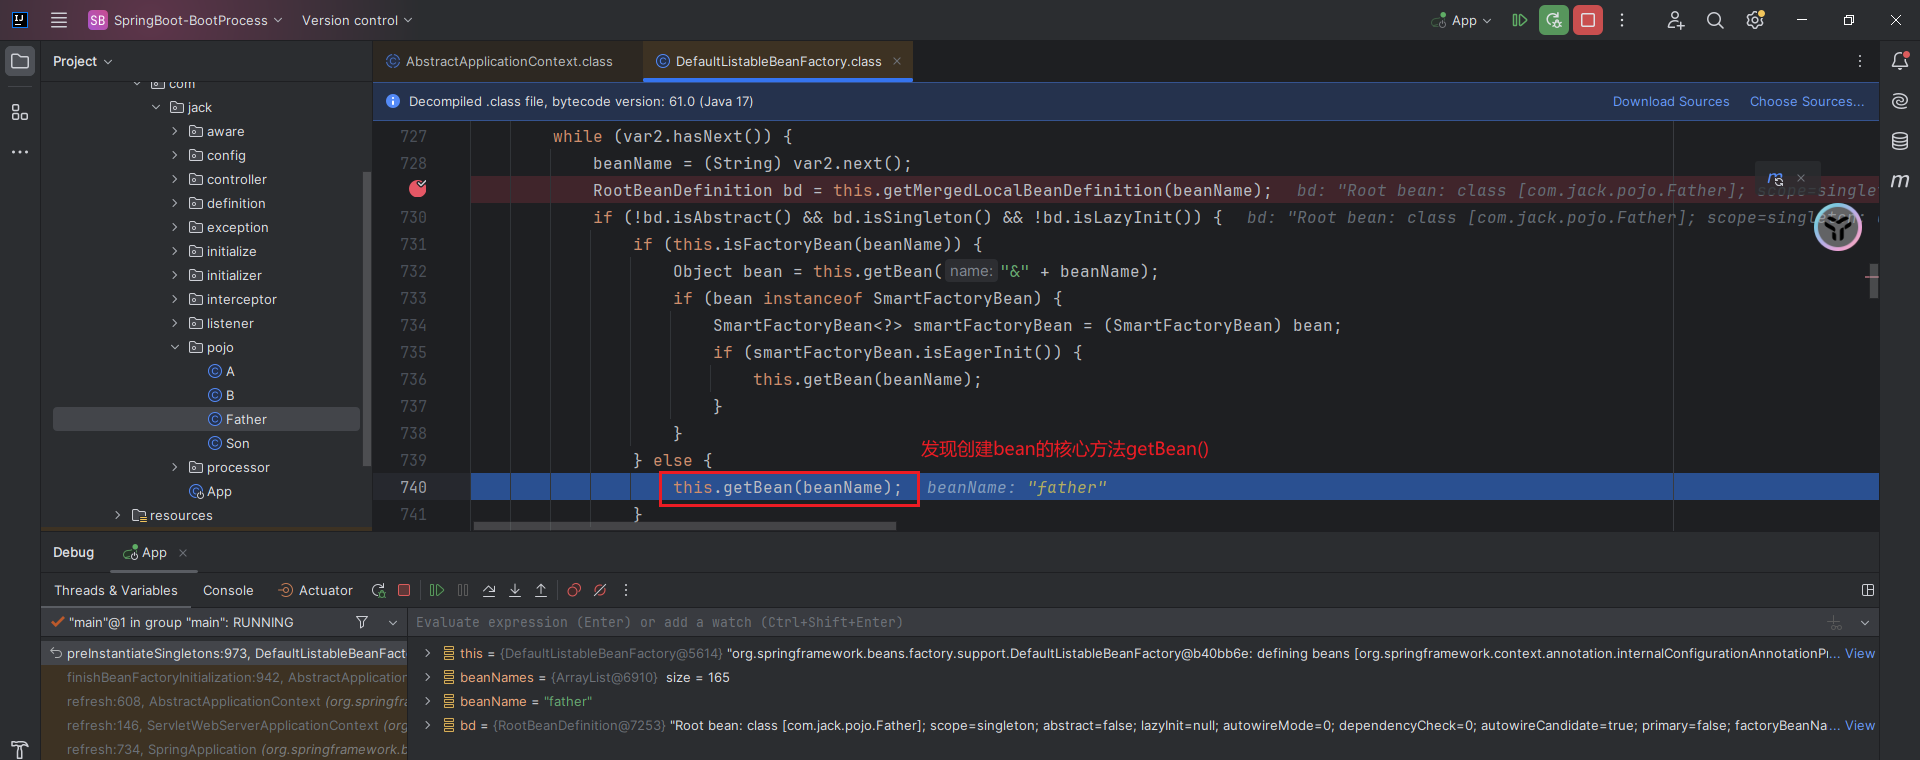 SB SpringBoot-BootProcess Version control App
Project
AbstractApplicationContext.class DefaultListableBeanFactory.class
Decompiled .class file, bytecode version: 61.0 (Java 17) Download Sources Choose Sources...
com
jack
aware
config
controller
definition
exception
initialize
initializer
interceptor
listener
pojo
A
B
Father
Son
processor
App
resources
727 while (var2.hasNext()) {
728 beanName = (String) var2.next();
RootBeanDefinition bd = this.getMergedLocalBeanDefinition(beanName); bd: "Root bean: class [com.jack.pojo.Father]; scope=singlet
730 if (!bd.isAbstract() && bd.isSingleton() && !bd.isLazyInit()) { bd: "Root bean: class [com.jack.pojo.Father]; scope=singleton;
731 if (this.isFactoryBean(beanName)) {
732 Object bean = this.getBean( name: "&" + beanName);
733 if (bean instanceof SmartFactoryBean) {
734 SmartFactoryBean<?> smartFactoryBean = (SmartFactoryBean) bean;
735 if (smartFactoryBean.isEagerInit()) {
736 this.getBean(beanName);
737 }
738 }
739 } else {
发现创建bean的核心方法getBean()
740 this.getBean(beanName); beanName: "father"
741 }
Debug App
Threads & Variables Console Actuator
"main"@1 in group "main": RUNNING
Evaluate expression (Enter) or add a watch (Ctrl+Shift+Enter)
preInstantiateSingletons:973, DefaultListableBeanFact
finishBeanFactoryInitialization:942, AbstractApplication
refresh:608, AbstractApplicationContext (org.springfra
refresh:146, ServletWebServerApplicationContext (org
refresh:734, SpringApplication (org.springframework.b
this = {DefaultListableBeanFactory@5614} "org.springframework.beans.factory.support.DefaultListableBeanFactory@b40bb6e: defining beans [org.springframework.context.annotation.internalConfigurationAnnotationPr... View
beanNames = {ArrayList@6910} size = 165
beanName = "father"
bd = {RootBeanDefinition@7253} "Root bean: class [com.jack.pojo.Father]; scope=singleton; abstract=false; lazyInit=null; autowireMode=0; dependencyCheck=0; autowireCandidate=true; primary=false; factoryBeanNa... View